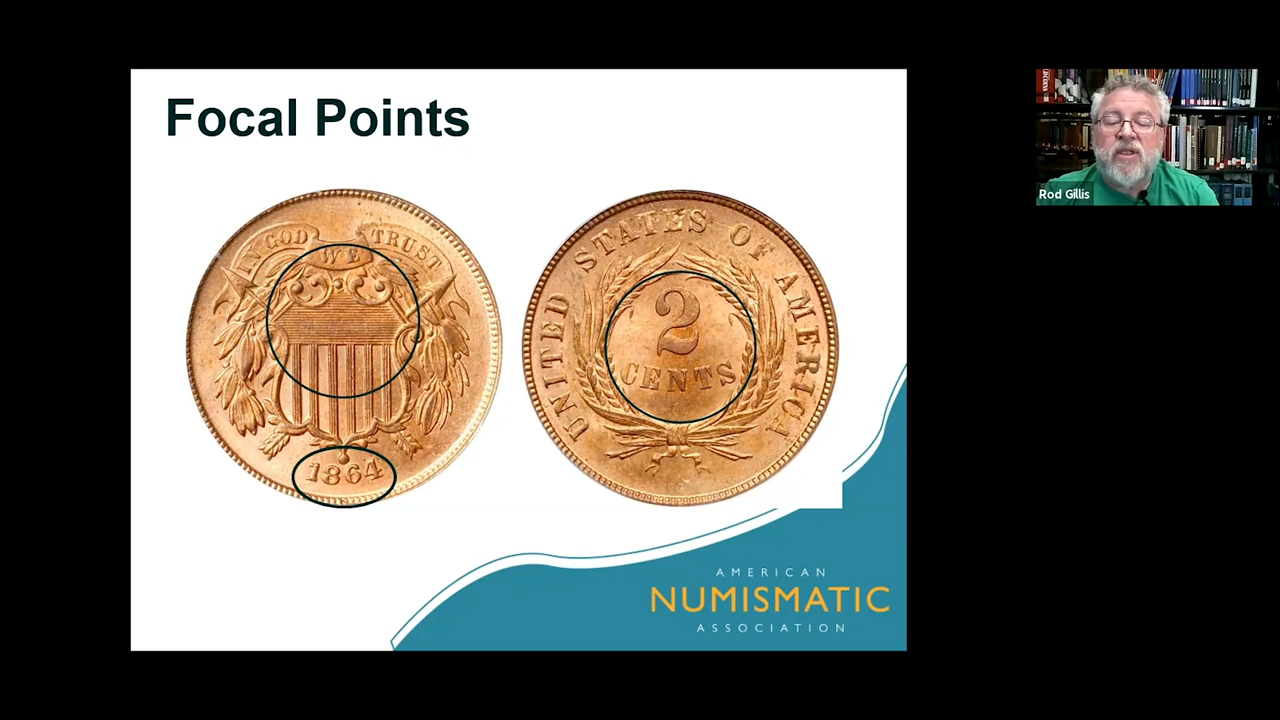 Focal Points
IN GOD WE TRUST
1864
UNITED STATES OF AMERICA
2
CENTS
AMERICAN
NUMISMATIC
ASSOCIATION
Rod Gillis